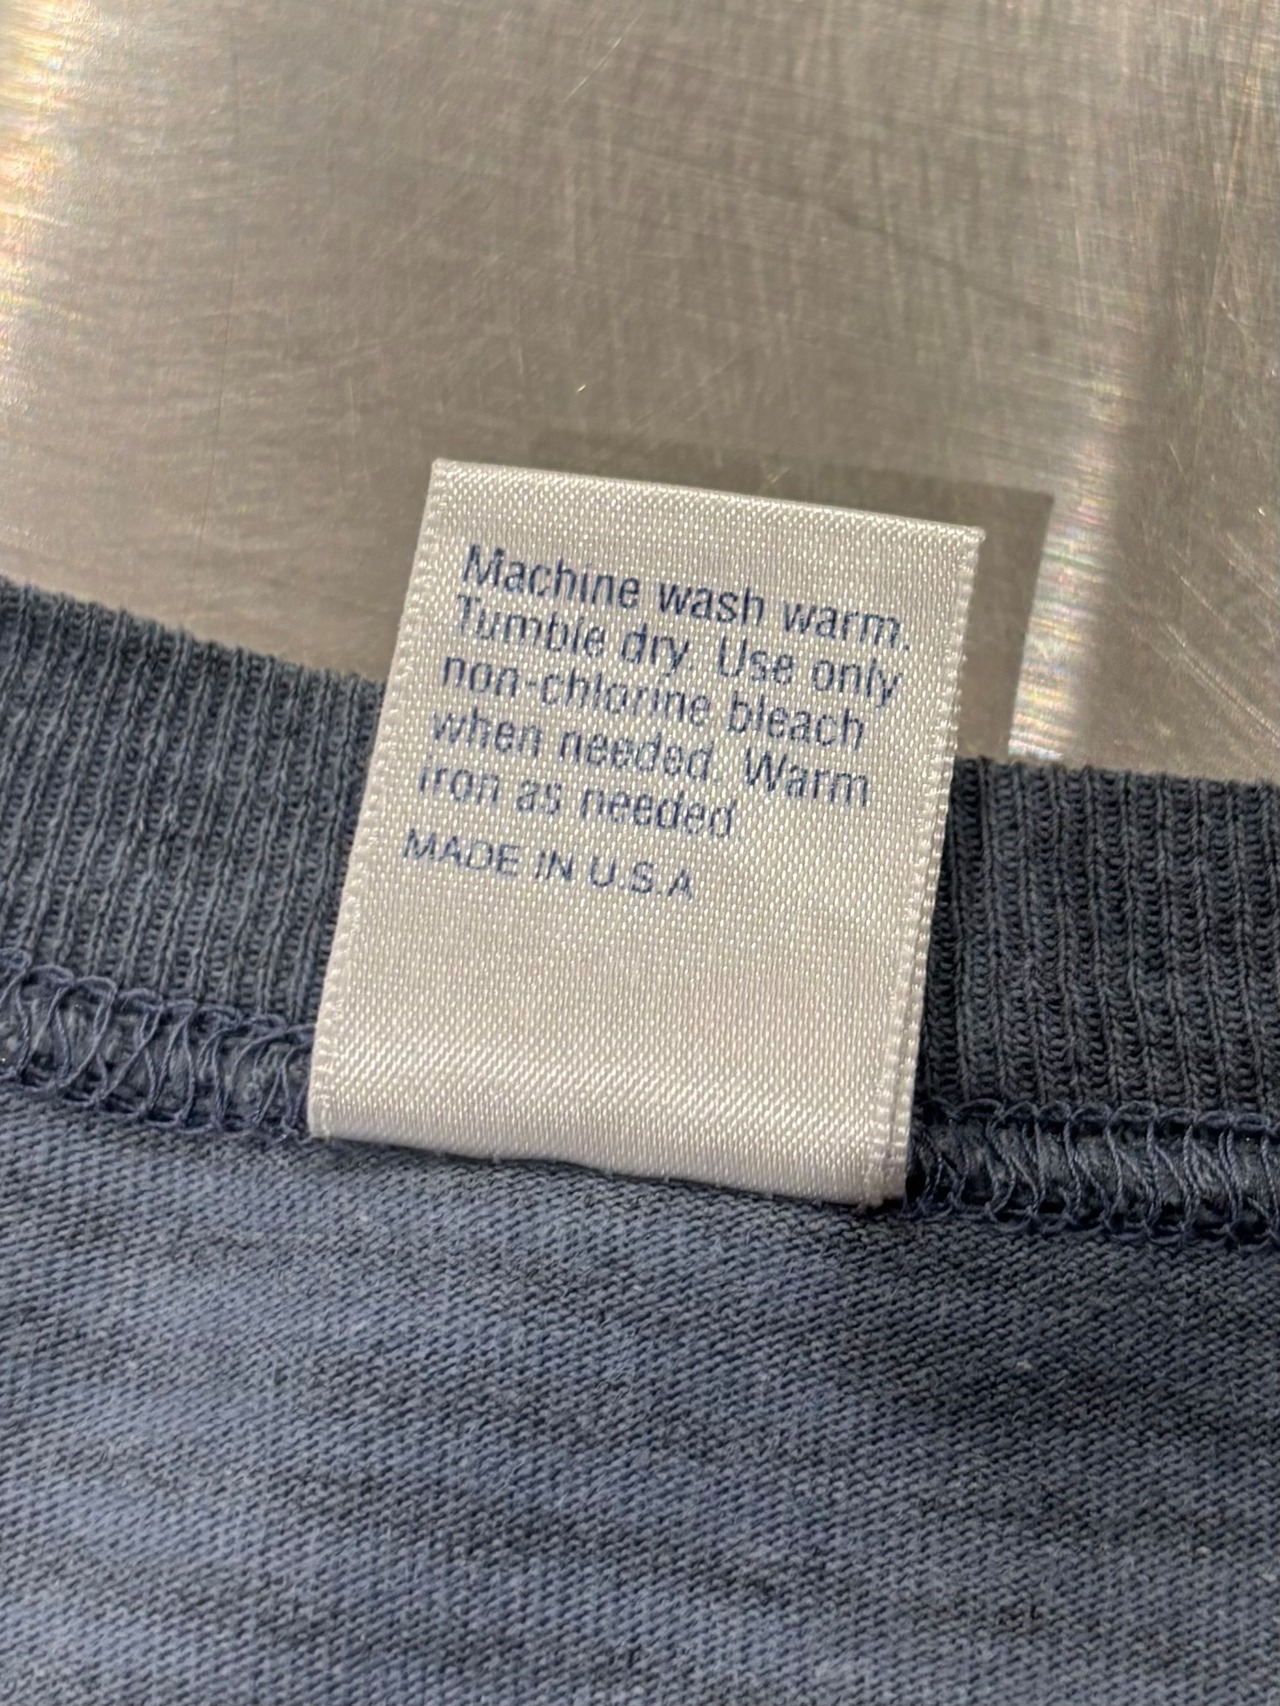 Machine wash warm.
Tumble dry. Use only
non-chlorine bleach
when needed. Warm
iron as needed
MADE IN U.S.A